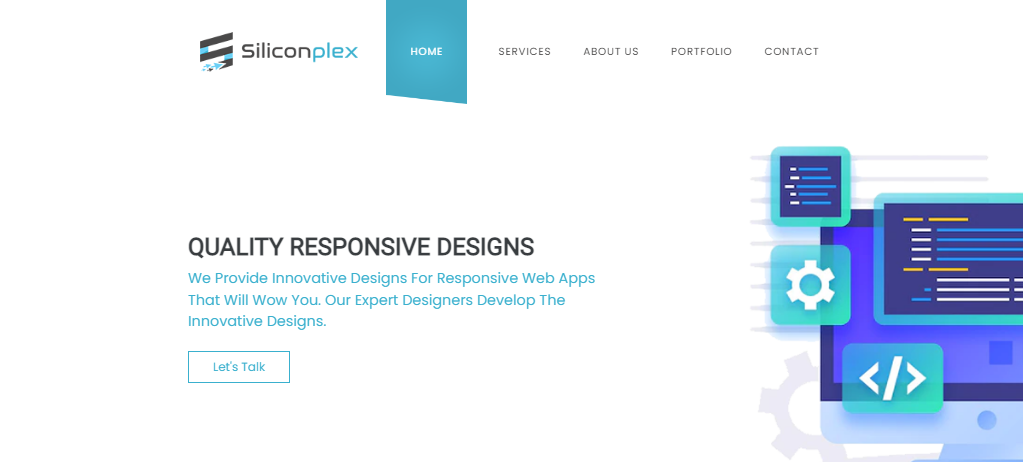 Siliconplex
HOME
SERVICES
ABOUT US
PORTFOLIO
CONTACT
QUALITY RESPONSIVE DESIGNS
We Provide Innovative Designs For Responsive Web Apps
That Will Wow You. Our Expert Designers Develop The
Innovative Designs.
Let's Talk